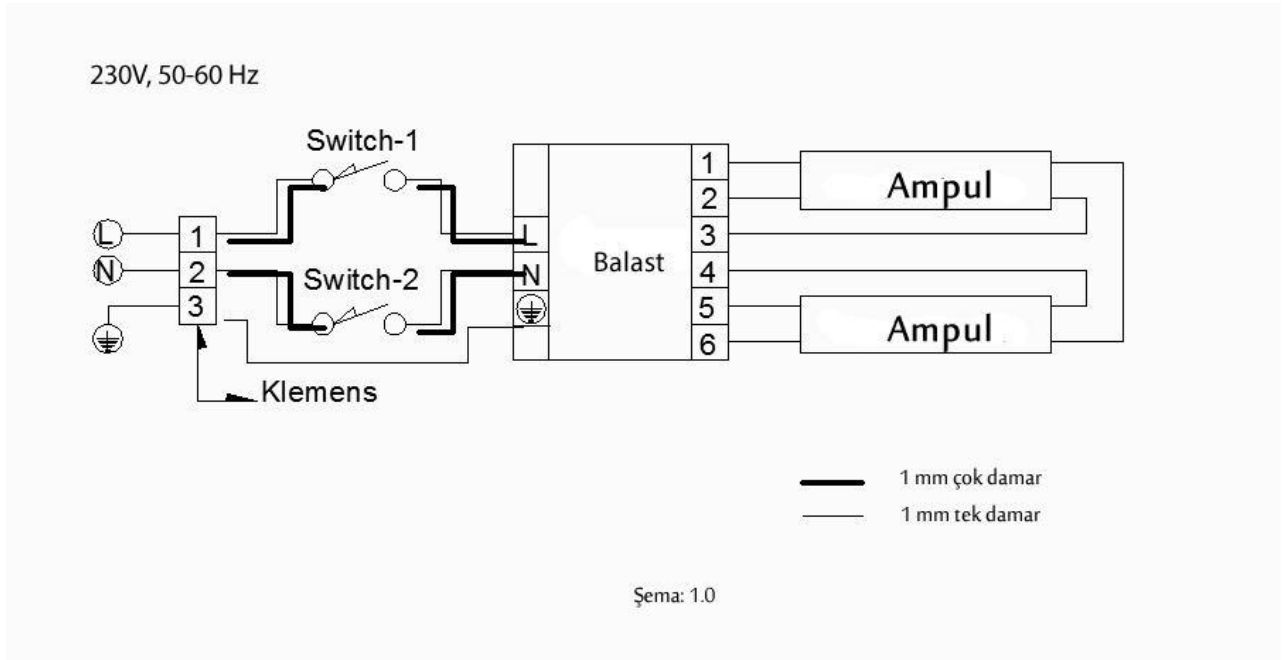 230V, 50-60 Hz
Switch-1
L
N
1
2
3
Switch-2
Klemens
L
N
Balast
1
2
3
4
5
6
Ampul
Ampul
1 mm çok damar
1 mm tek damar
Şema: 1.0